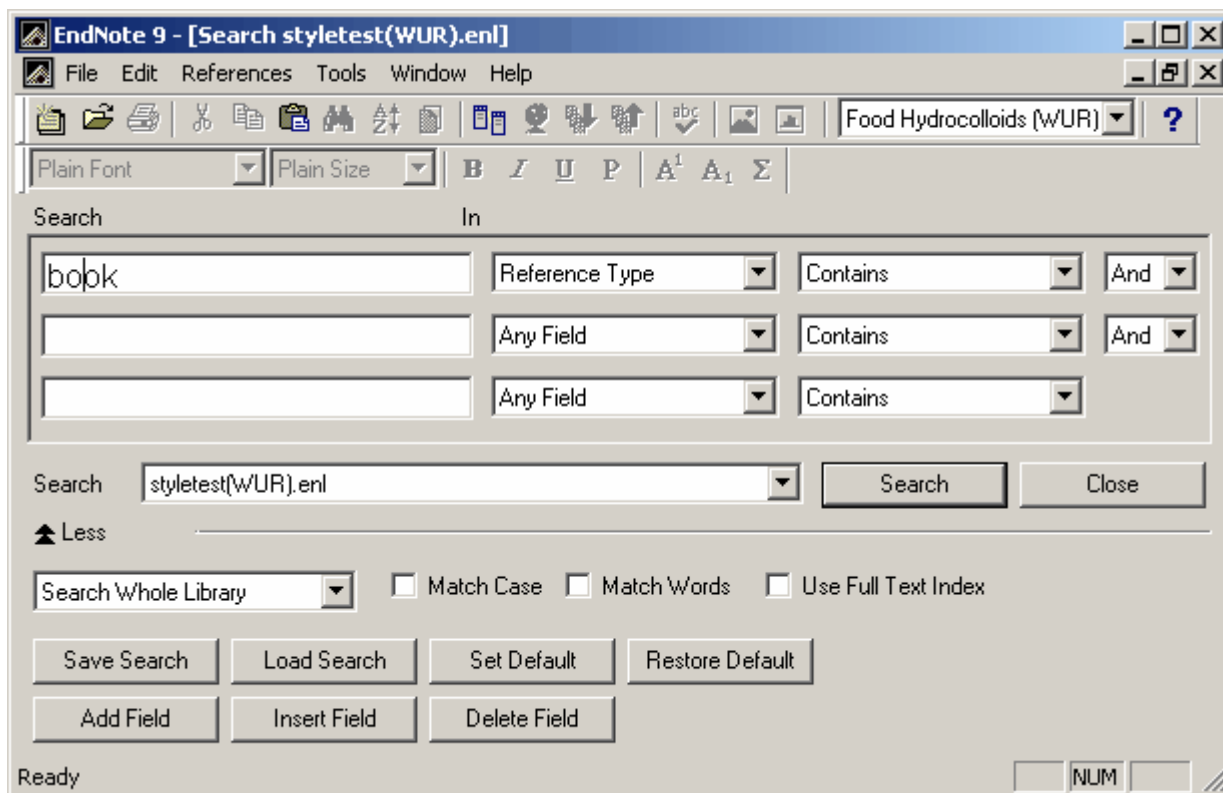 EndNote 9 - [Search styletest(WUR).enl]
File Edit References Tools Window Help
abc Food Hydrocolloids (WUR) ?
Plain Font Plain Size B I U P A¹ A₁ Σ
Search In
book Reference Type Contains And
Any Field Contains And
Any Field Contains
Search styletest(WUR).enl Search Close
Less
Search Whole Library Match Case Match Words Use Full Text Index
Save Search Load Search Set Default Restore Default
Add Field Insert Field Delete Field
Ready NUM